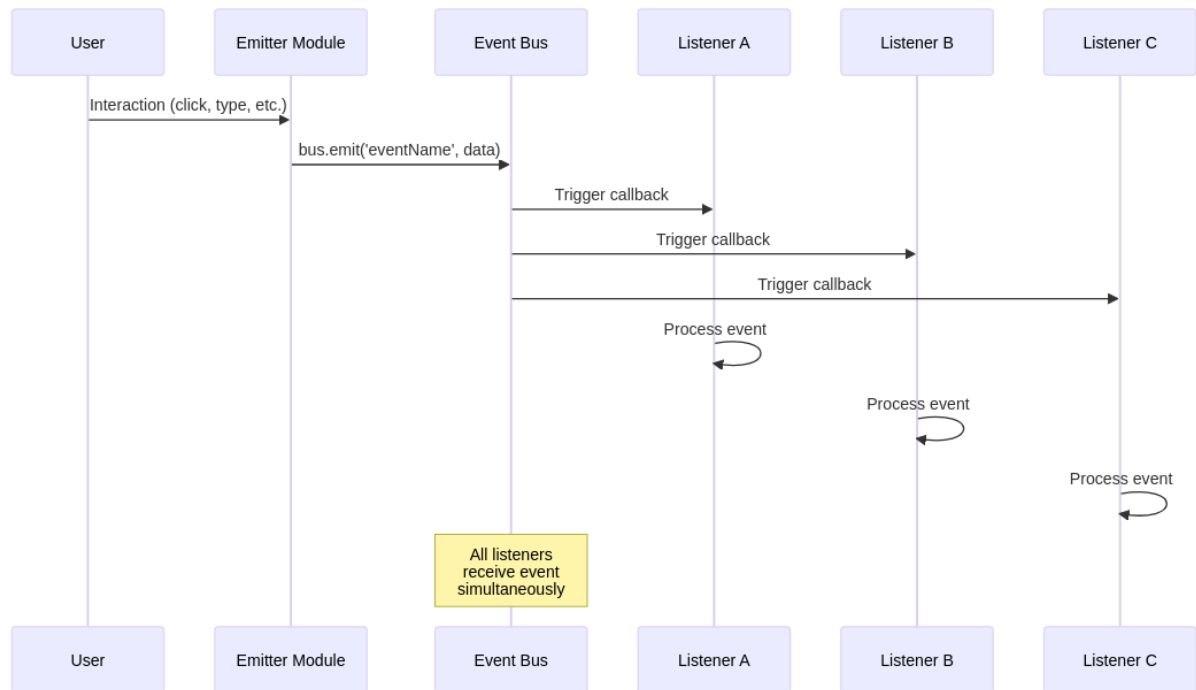 User
Emitter Module
Event Bus
Listener A
Listener B
Listener C
Interaction (click, type, etc.)
bus.emit('eventName', data)
Trigger callback
Trigger callback
Trigger callback
Process event
Process event
Process event
All listeners
receive event
simultaneously
User
Emitter Module
Event Bus
Listener A
Listener B
Listener C